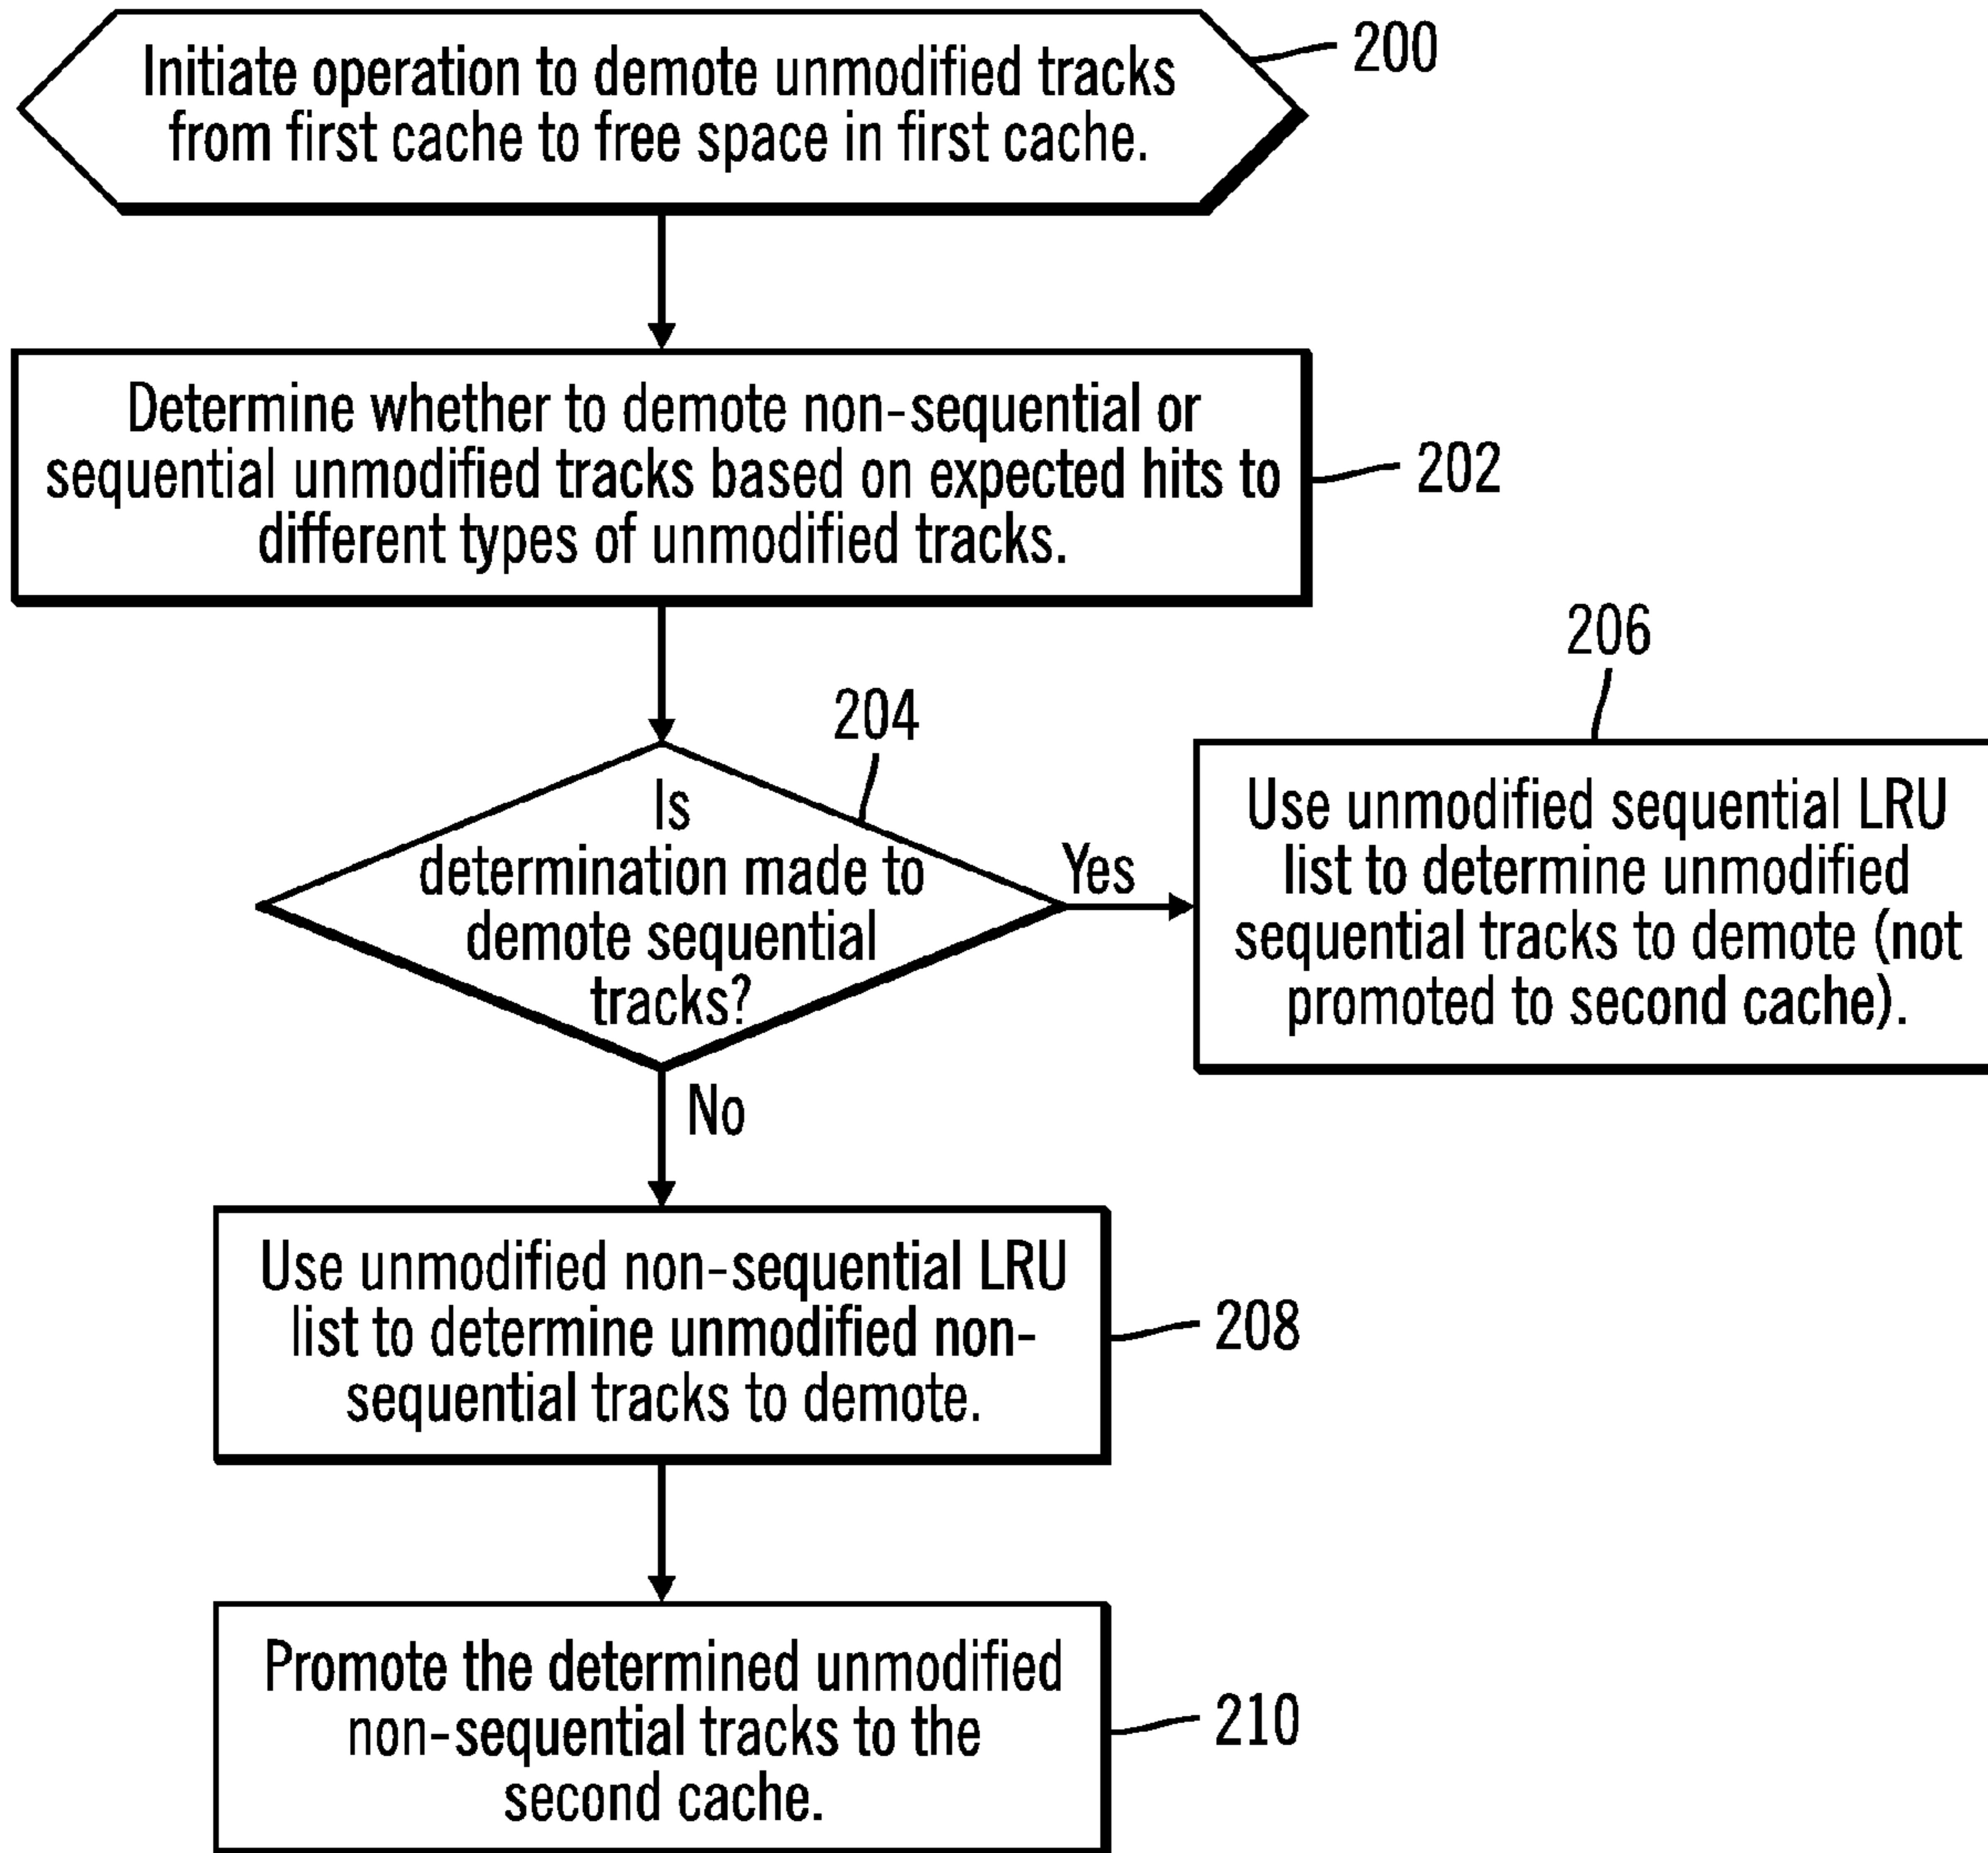 Initiate operation to demote unmodified tracks
from first cache to free space in first cache.
200
Determine whether to demote non-sequential or
sequential unmodified tracks based on expected hits to
different types of unmodified tracks.
202
204
Is
determination made to
demote sequential
tracks?
Yes
No
206
Use unmodified sequential LRU
list to determine unmodified
sequential tracks to demote (not
promoted to second cache).
Use unmodified non-sequential LRU
list to determine unmodified non-
sequential tracks to demote.
208
Promote the determined unmodified
non-sequential tracks to the
second cache.
210